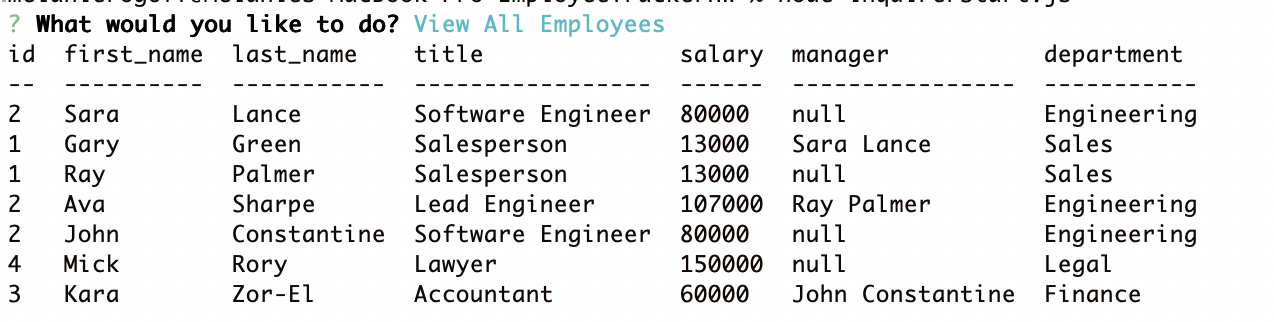 ? What would you like to do? View All Employees
id  first_name  last_name    title              salary  manager           department
--  ----------  -----------  -----------------  ------  ----------------  -----------
2   Sara        Lance        Software Engineer  80000   null              Engineering
1   Gary        Green        Salesperson        13000   Sara Lance        Sales
1   Ray         Palmer       Salesperson        13000   null              Sales
2   Ava         Sharpe       Lead Engineer      107000  Ray Palmer        Engineering
2   John        Constantine  Software Engineer  80000   null              Engineering
4   Mick        Rory         Lawyer             150000  null              Legal
3   Kara        Zor-El       Accountant         60000   John Constantine  Finance